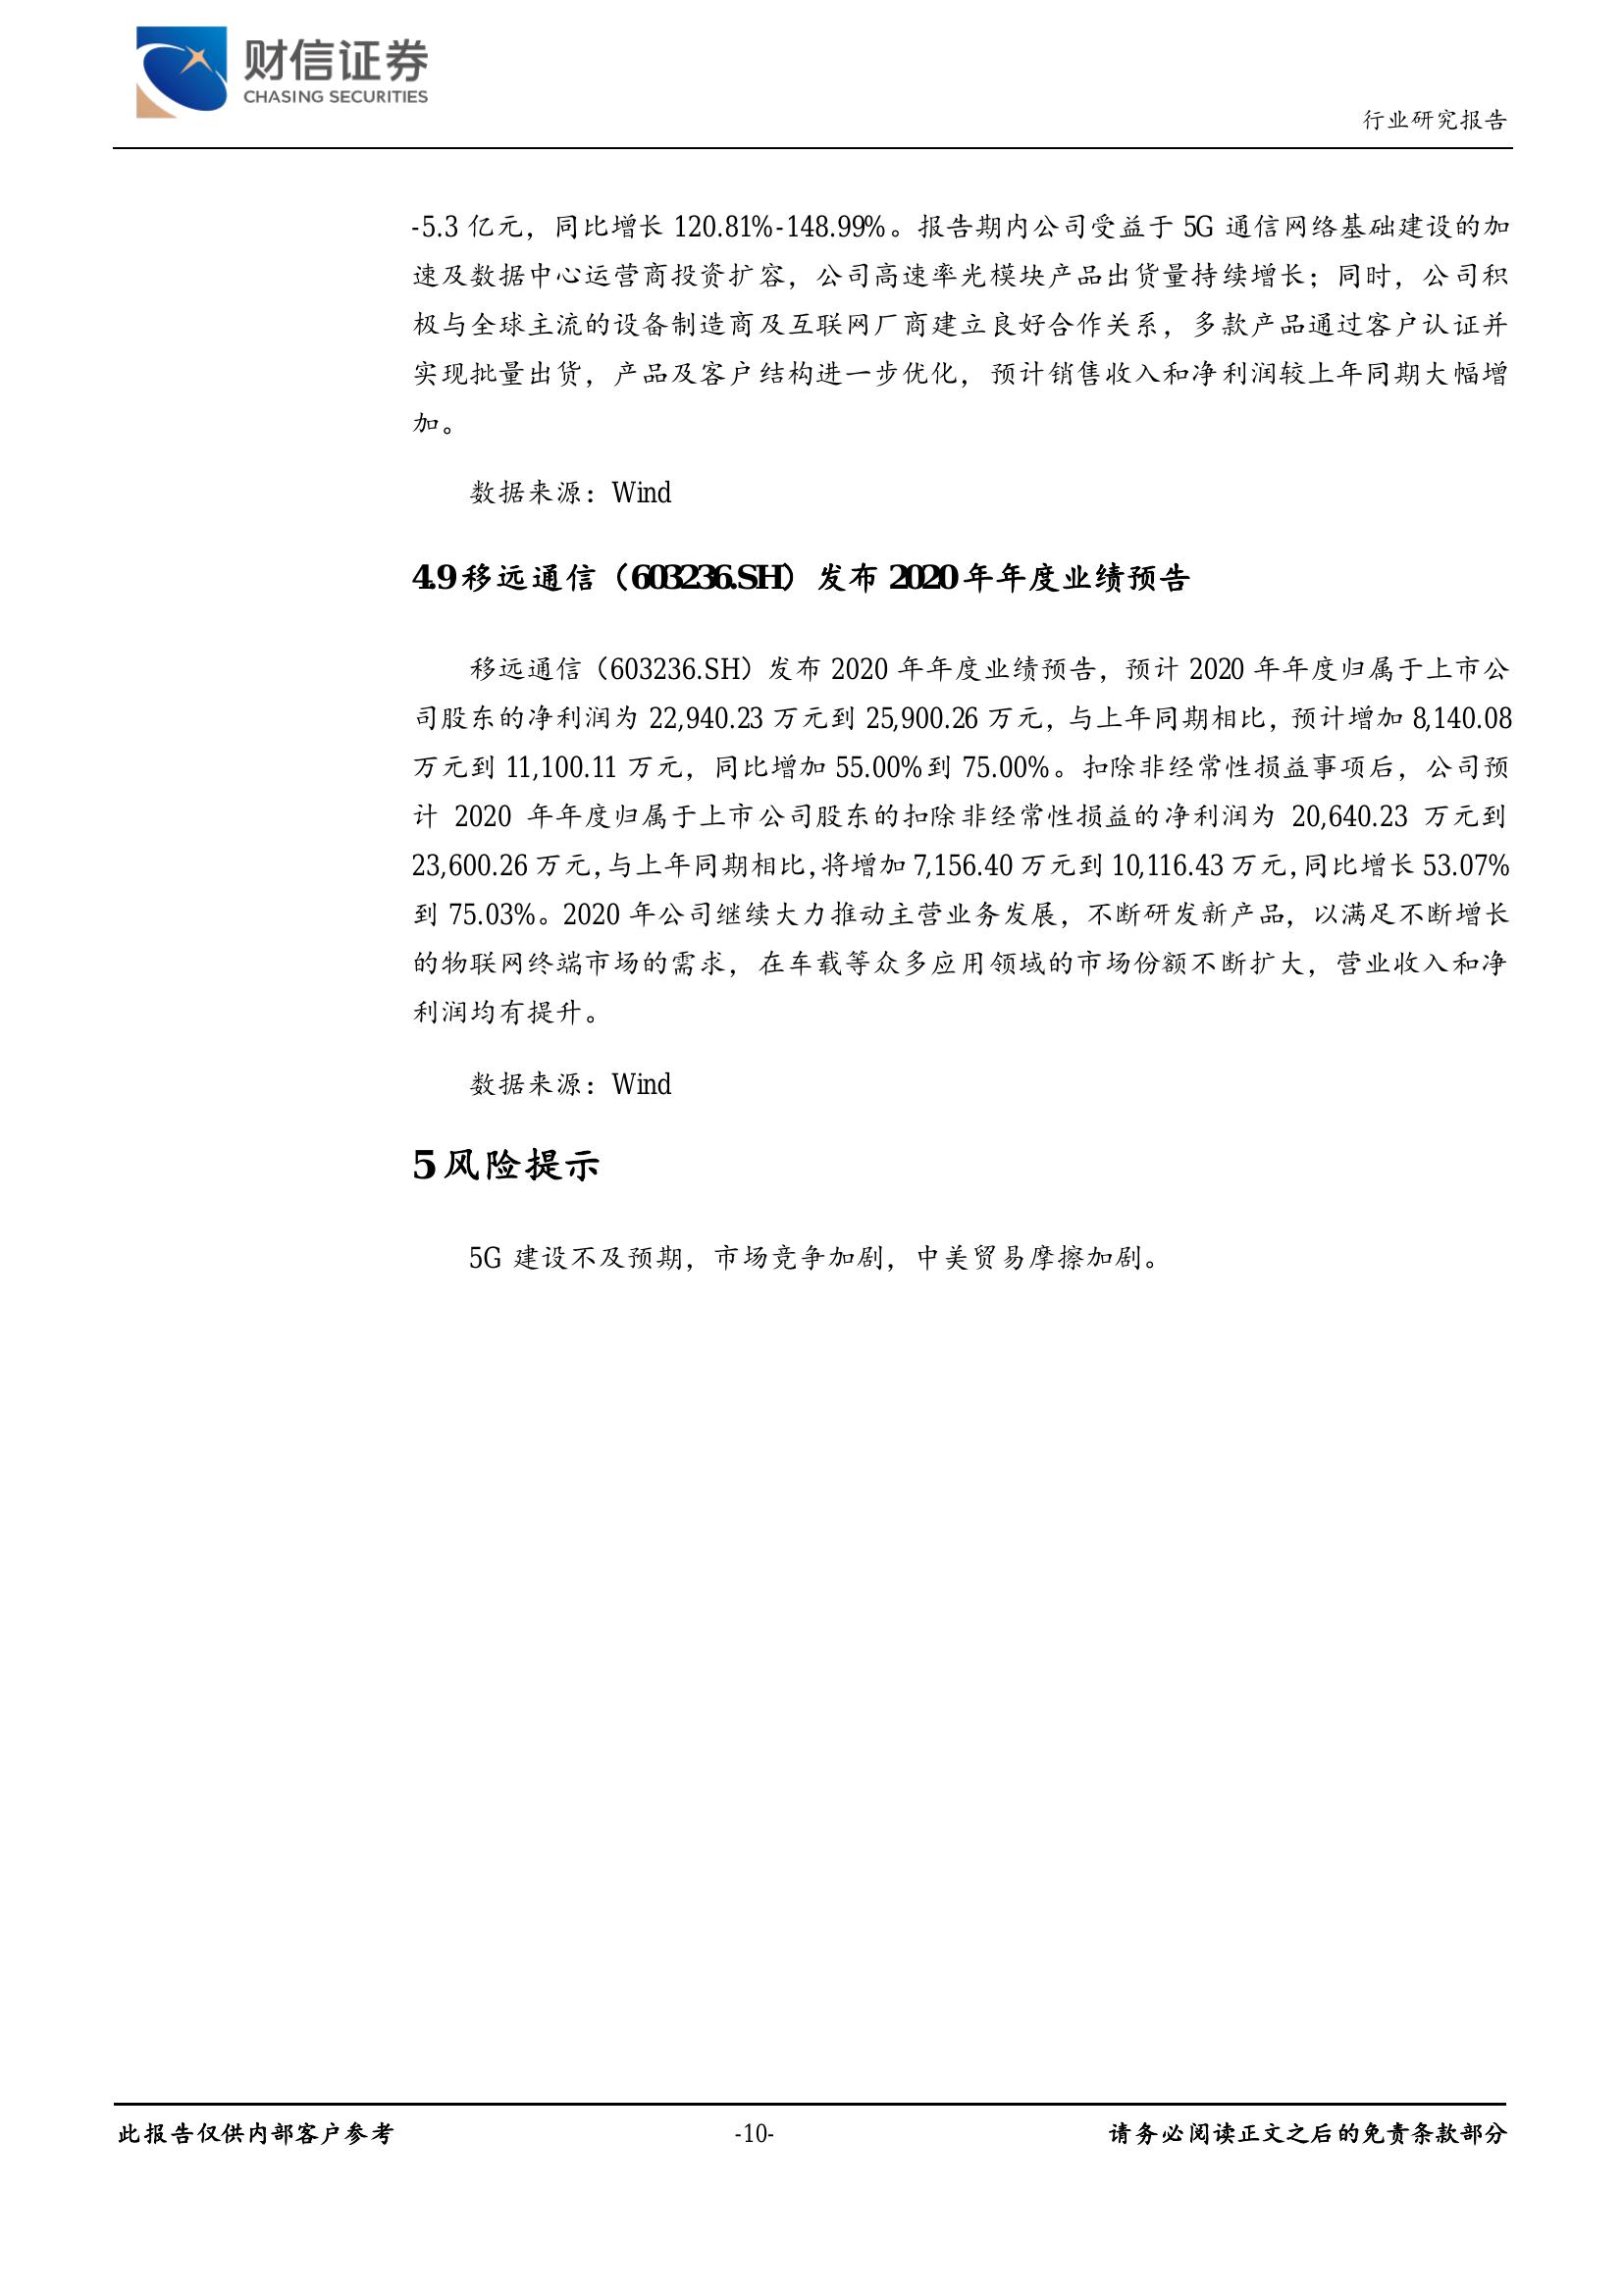 财信证券
CHASING SECURITIES
行业研究报告
-5.3 亿元，同比增长 120.81%-148.99%。报告期内公司受益于 5G 通信网络基础建设的加
速及数据中心运营商投资扩容，公司高速率光模块产品出货量持续增长；同时，公司积
极与全球主流的设备制造商及互联网厂商建立良好合作关系，多款产品通过客户认证并
实现批量出货，产品及客户结构进一步优化，预计销售收入和净利润较上年同期大幅增
加。
数据来源：Wind
4.9 移远通信（603236.SH）发布 2020 年年度业绩预告
移远通信（603236.SH）发布 2020 年年度业绩预告，预计 2020 年年度归属于上市公
司股东的净利润为 22,940.23 万元到 25,900.26 万元，与上年同期相比，预计增加 8,140.08
万元到 11,100.11 万元，同比增加 55.00%到 75.00%。扣除非经常性损益事项后，公司预
计 2020 年年度归属于上市公司股东的扣除非经常性损益的净利润为 20,640.23 万元到
23,600.26 万元，与上年同期相比，将增加 7,156.40 万元到 10,116.43 万元，同比增长 53.07%
到 75.03%。2020 年公司继续大力推动主营业务发展，不断研发新产品，以满足不断增长
的物联网终端市场的需求，在车载等众多应用领域的市场份额不断扩大，营业收入和净
利润均有提升。
数据来源：Wind
5 风险提示
5G 建设不及预期，市场竞争加剧，中美贸易摩擦加剧。
此报告仅供内部客户参考
-10-
请务必阅读正文之后的免责条款部分